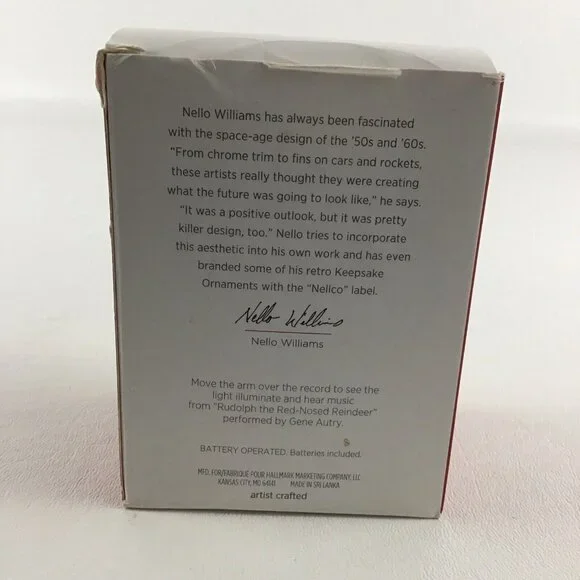 Nello Williams has always been fascinated
with the space-age design of the '50s and '60s.
"From chrome trim to fins on cars and rockets,
these artists really thought they were creating
what the future was going to look like," he says.
"It was a positive outlook, but it was pretty
killer design, too." Nello tries to incorporate
this aesthetic into his own work and has even
branded some of his retro Keepsake
Ornaments with the "Nellco" label.
Nello Williams
Nello Williams
Move the arm over the record to see the
light illuminate and hear music
from "Rudolph the Red-Nosed Reindeer"
performed by Gene Autry.
BATTERY OPERATED. Batteries included.
MFD. FOR/FABRIQUÉ POUR HALLMARK MARKETING COMPANY, LLC
KANSAS CITY, MO 64141 MADE IN SRI LANKA
artist crafted